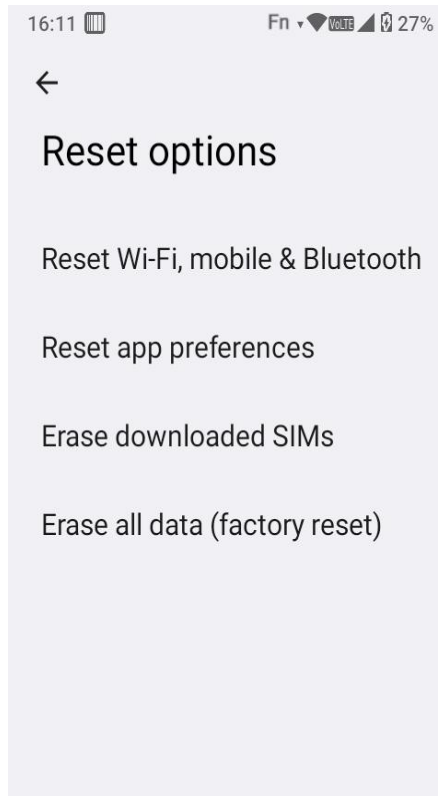 16:11 Fn VoLTE 27%
Reset options
Reset Wi-Fi, mobile & Bluetooth
Reset app preferences
Erase downloaded SIMs
Erase all data (factory reset)